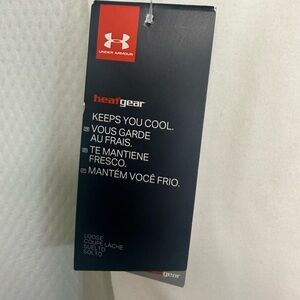 UNDER ARMOUR
heatgear
KEEPS YOU COOL.
VOUS GARDE
AU FRAIS.
TE MANTIENE
FRESCO.
MANTÉM VOCÊ FRIO.
LOOSE
COUPE LÂCHE
SUELTO
SOLTO
gear